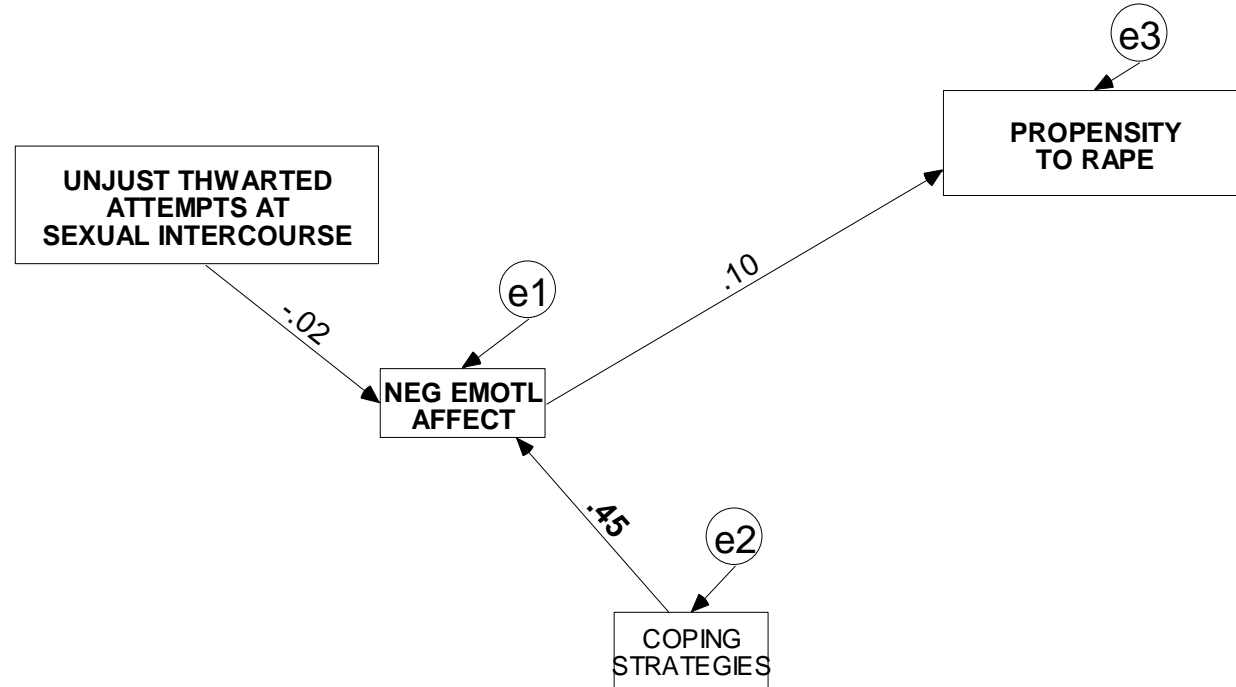 e3
PROPENSITY
TO RAPE
UNJUST THWARTED
ATTEMPTS AT
SEXUAL INTERCOURSE
e1
.10
-.02
NEG EMOTL
AFFECT
.45
e2
COPING
STRATEGIES